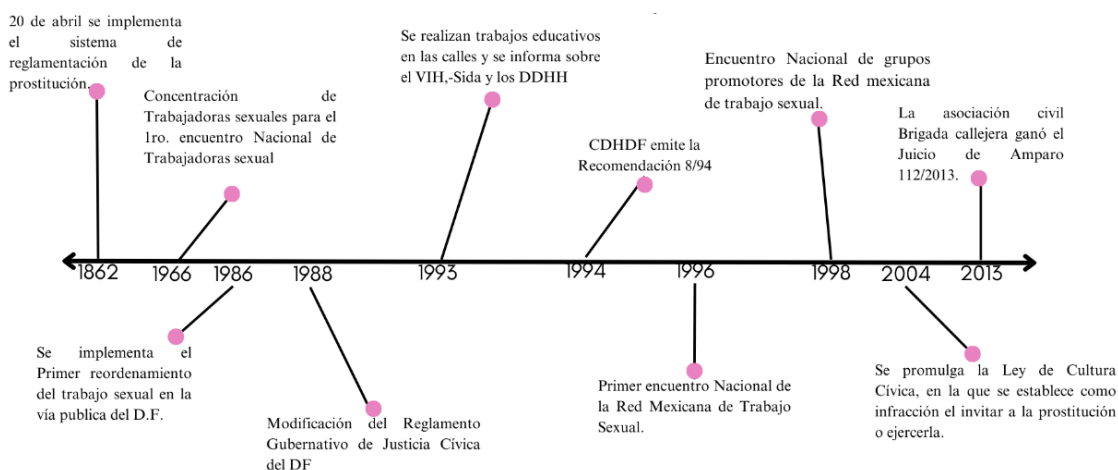 20 de abril se implementa
el sistema de
reglamentación de la
prostitución.
Concentración de
Trabajadoras sexuales para el
1ro. encuentro Nacional de
Trabajadoras sexual
Se realizan trabajos educativos
en las calles y se informa sobre
el VIH,-Sida y los DDHH
CDHDF emite la
Recomendación 8/94
Encuentro Nacional de grupos
promotores de la Red mexicana
de trabajo sexual.
La asociación civil
Brigada callejera ganó el
Juicio de Amparo
112/2013.
1862 1966 1986 1988 1993 1994 1996 1998 2004 2013
Se implementa el
Primer reordenamiento
del trabajo sexual en la
vía publica del D.F.
Modificación del Reglamento
Gubernativo de Justicia Cívica
del DF
Primer encuentro Nacional de
la Red Mexicana de Trabajo
Sexual.
Se promulga la Ley de Cultura
Cívica, en la que se establece como
infracción el invitar a la prostitución
o ejercerla.